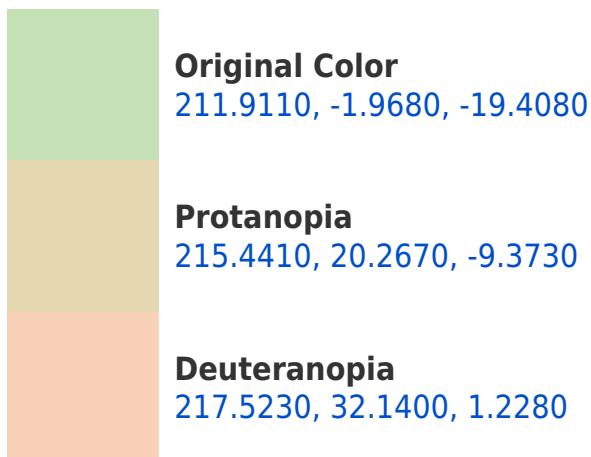 Original Color
211.9110, -1.9680, -19.4080
Protanopia
215.4410, 20.2670, -9.3730
Deuteranopia
217.5230, 32.1400, 1.2280